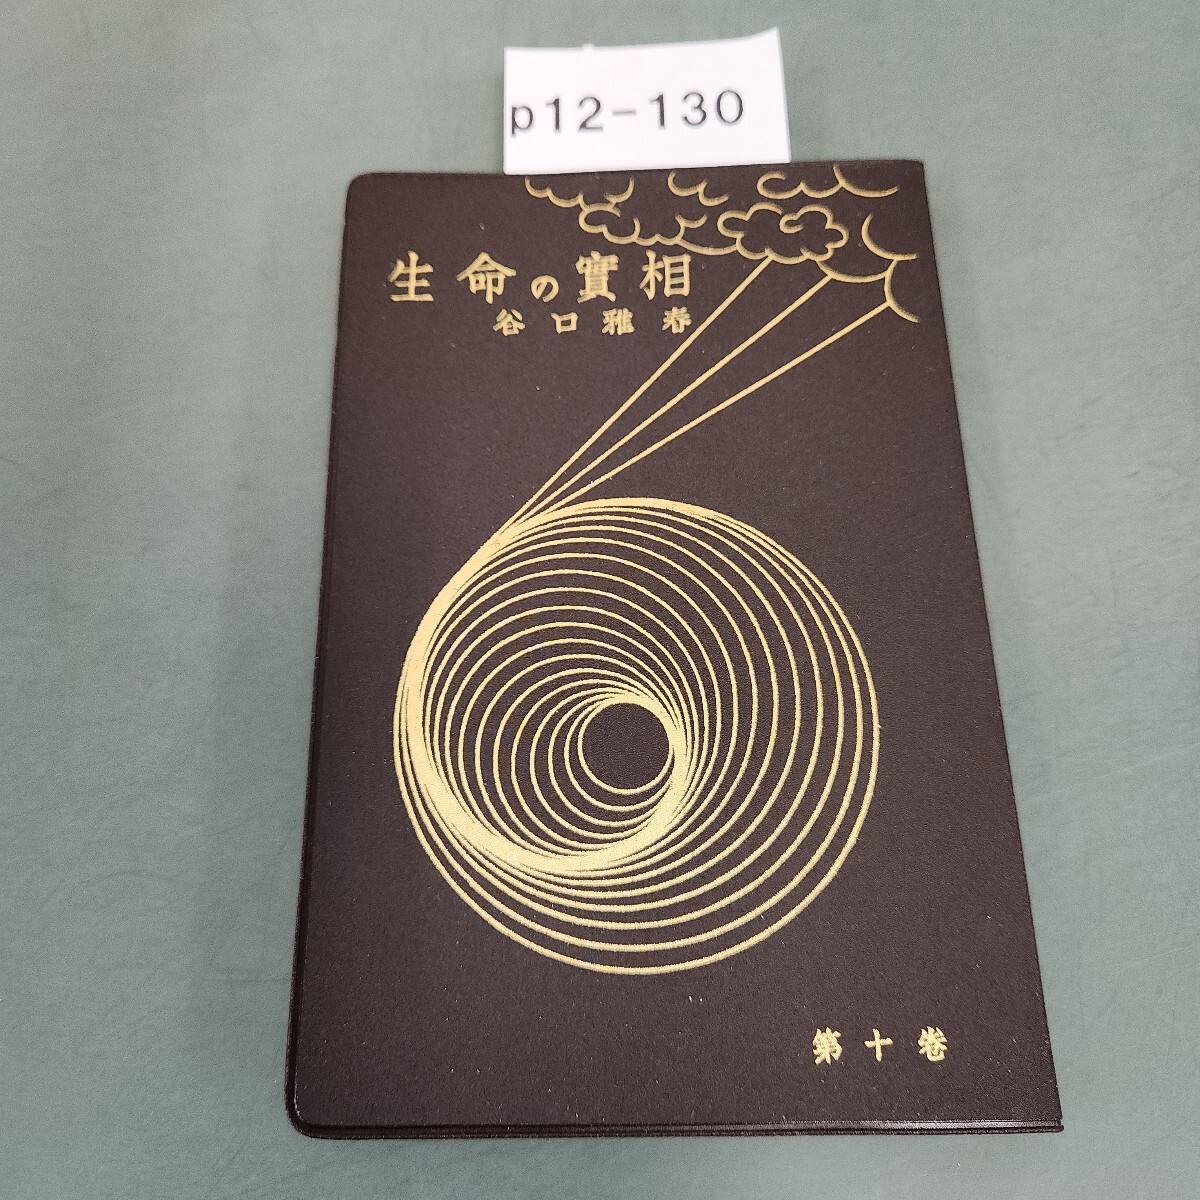 p12-130
生命の實相
谷口雅春
第十卷